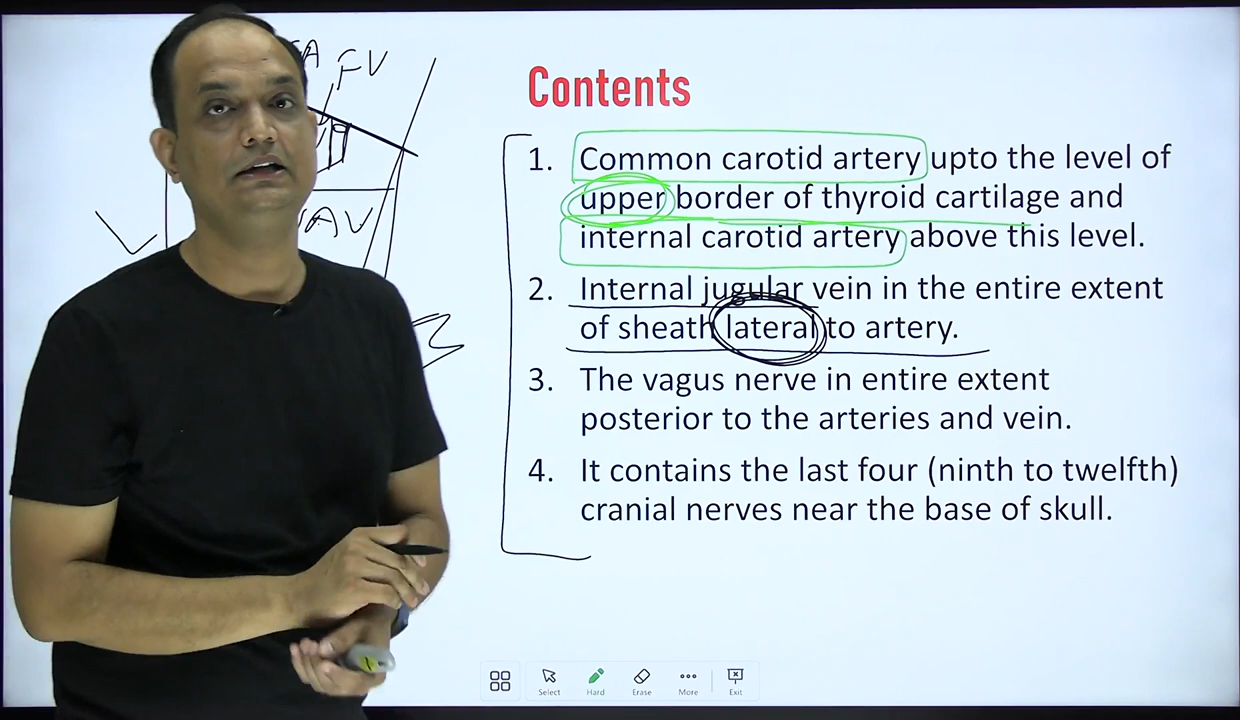 FV
AV
Contents
1. Common carotid artery upto the level of
upper border of thyroid cartilage and
internal carotid artery above this level.
2. Internal jugular vein in the entire extent
of sheath lateral to artery.
3. The vagus nerve in entire extent
posterior to the arteries and vein.
4. It contains the last four (ninth to twelfth)
cranial nerves near the base of skull.
Select Hard Erase More Exit